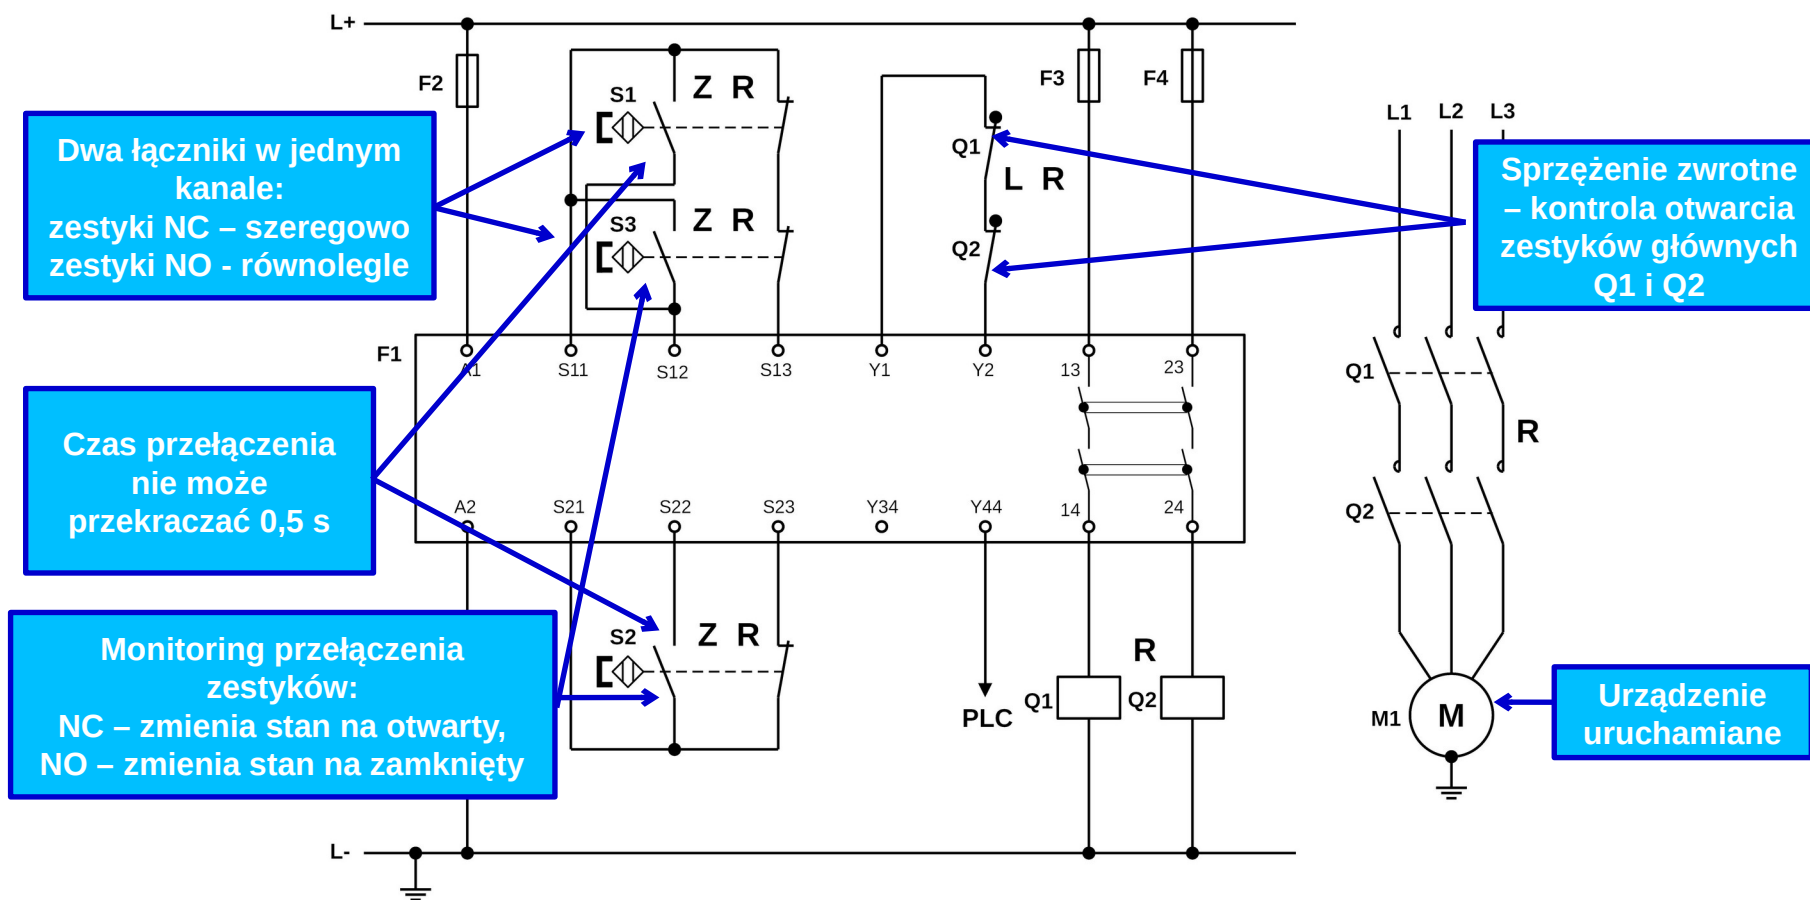 L+
F2
S1
Z R
F3
F4
L1
L2
L3
Dwa łączniki w jednym
kanale:
zestyki NC – szeregowo
zestyki NO - równolegle
Q1
L R
Sprzężenie zwrotne
– kontrola otwarcia
zestyków głównych
Q1 i Q2
S3
Z R
Q2
F1
A1
S11
S12
S13
Y1
Y2
13
23
Q1
R
Czas przełączenia
nie może
przekraczać 0,5 s
A2
S21
S22
S23
Y34
Y44
14
24
Q2
Monitoring przełączenia
zestyków:
NC – zmienia stan na otwarty,
NO – zmienia stan na zamknięty
S2
Z R
R
PLC
Q1
Q2
M1
M
Urządzenie
uruchamiane
L-